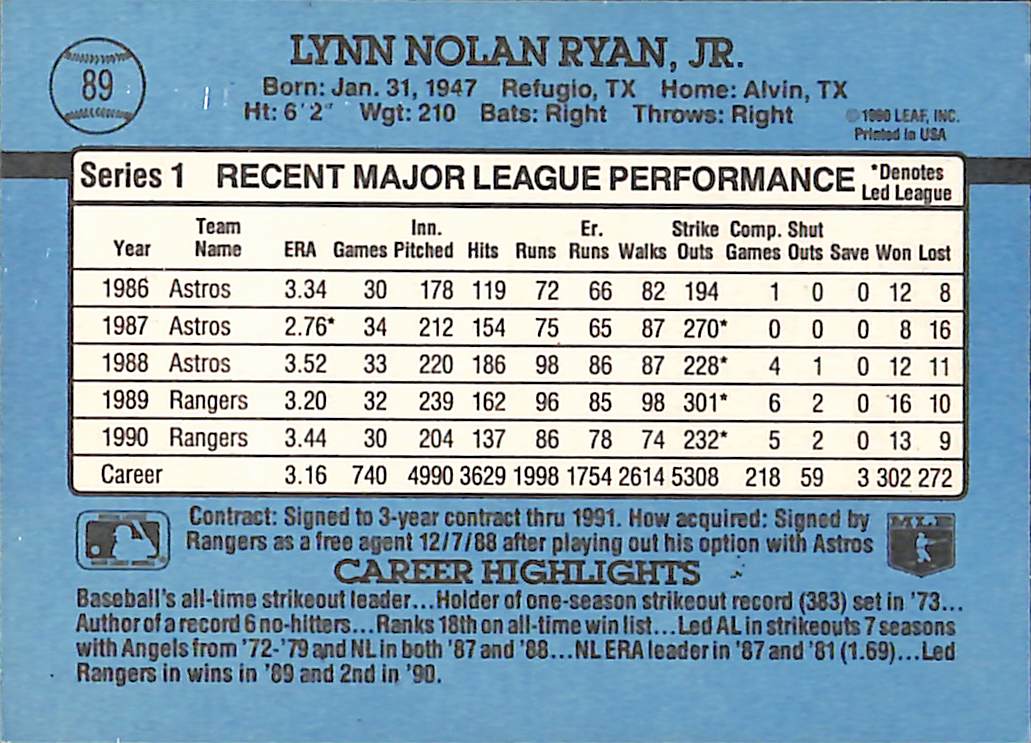 LYNN NOLAN RYAN, JR.
89
Born: Jan. 31, 1947 Refugio, TX Home: Alvin, TX
Ht: 6'2" Wgt: 210 Bats: Right Throws: Right
©1990 LEAF, INC.
Printed in USA
Series 1 RECENT MAJOR LEAGUE PERFORMANCE *Denotes Led League
Year Team Name ERA Games Inn. Pitched Hits Runs Er. Runs Walks Strike Outs Comp. Games Shut Outs Save Won Lost
1986 Astros 3.34 30 178 119 72 66 82 194 1 0 0 12 8
1987 Astros 2.76* 34 212 154 75 65 87 270* 0 0 0 8 16
1988 Astros 3.52 33 220 186 98 86 87 228* 4 1 0 12 11
1989 Rangers 3.20 32 239 162 96 85 98 301* 6 2 0 16 10
1990 Rangers 3.44 30 204 137 86 78 74 232* 5 2 0 13 9
Career 3.16 740 4990 3629 1998 1754 2614 5308 218 59 3 302 272
Contract: Signed to 3-year contract thru 1991. How acquired: Signed by
Rangers as a free agent 12/7/88 after playing out his option with Astros
MLB
CAREER HIGHLIGHTS
Baseball's all-time strikeout leader...Holder of one-season strikeout record (383) set in '73...
Author of a record 6 no-hitters...Ranks 18th on all-time win list...Led AL in strikeouts 7 seasons
with Angels from '72-'79 and NL in both '87 and '88...NL ERA leader in '87 and '81 (1.69)...Led
Rangers in wins in '89 and 2nd in '90.